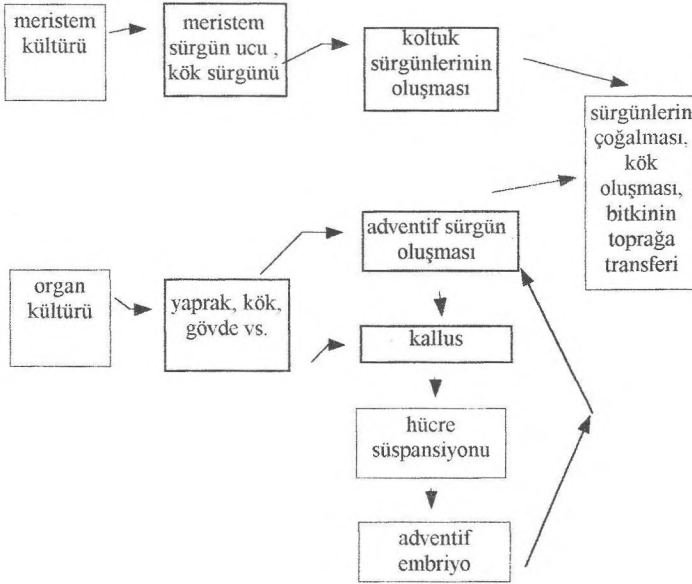 meristem
kültürü
meristem
sürgün ucu ,
kök sürgünü
koltuk
sürgünlerinin
oluşması
sürgünlerin
çoğalması,
kök
oluşması,
bitkinin
toprağa
transferi
organ
kültürü
yaprak, kök,
gövde vs.
adventif sürgün
oluşması
kallus
hücre
süspansiyonu
adventif
embriyo